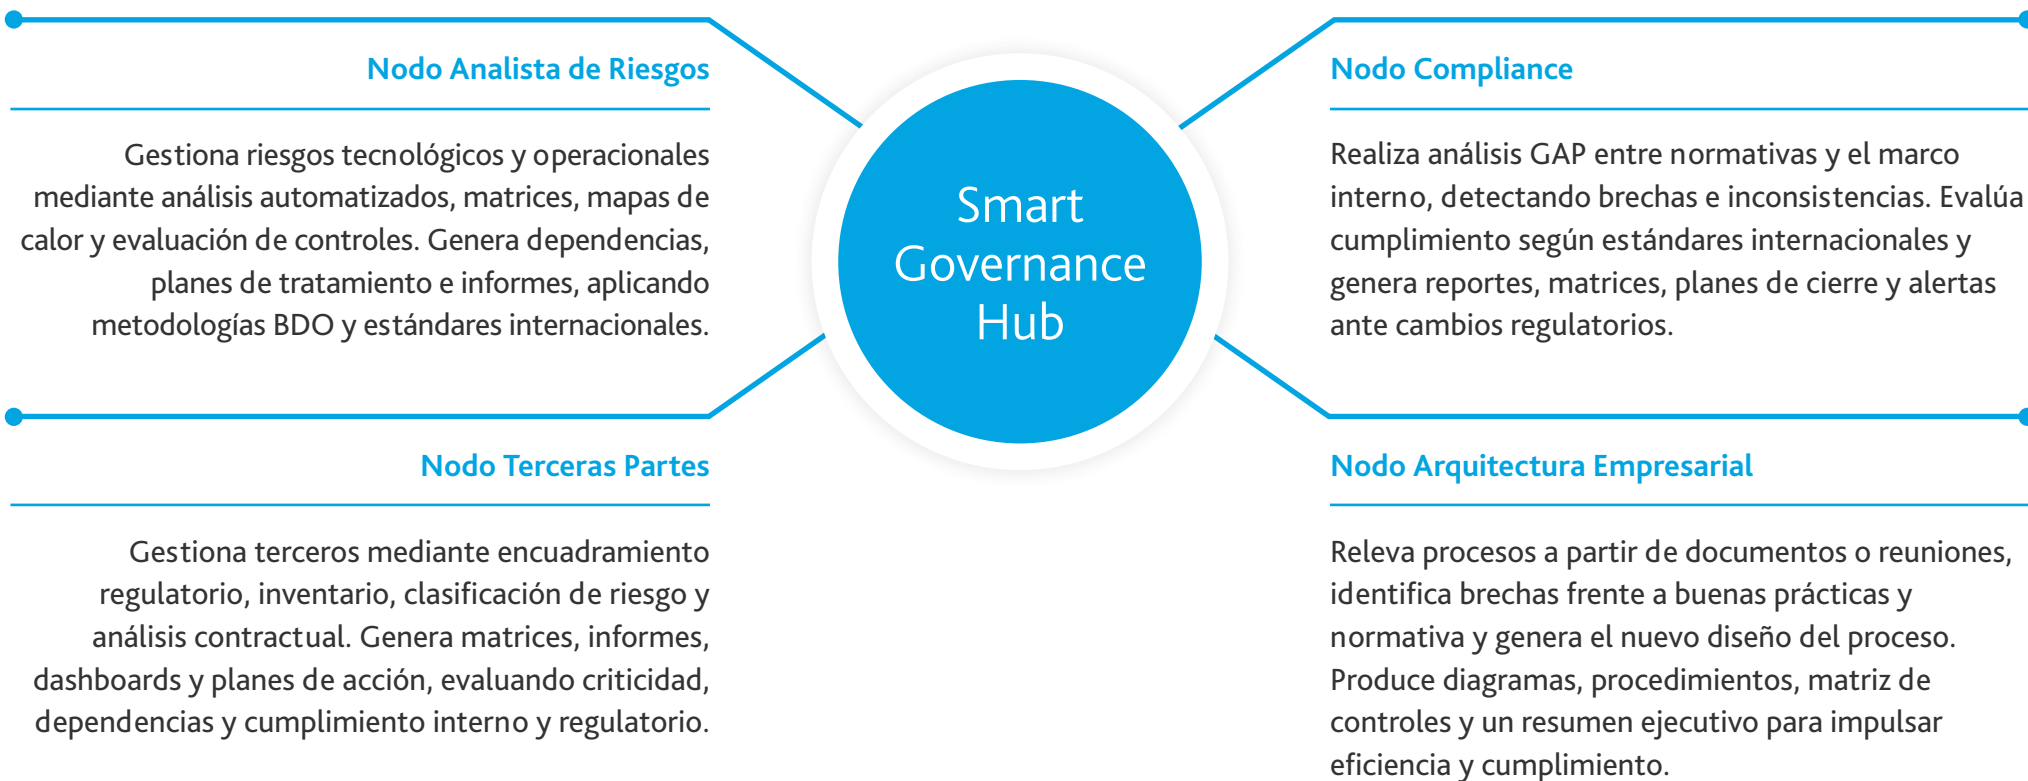 Nodo Analista de Riesgos
Gestiona riesgos tecnológicos y operacionales
mediante análisis automatizados, matrices, mapas de
calor y evaluación de controles. Genera dependencias,
planes de tratamiento e informes, aplicando
metodologías BDO y estándares internacionales.
Nodo Terceras Partes
Gestiona terceros mediante encuadramiento
regulatorio, inventario, clasificación de riesgo y
análisis contractual. Genera matrices, informes,
dashboards y planes de acción, evaluando criticidad,
dependencias y cumplimiento interno y regulatorio.
Smart
Governance
Hub
Nodo Compliance
Realiza análisis GAP entre normativas y el marco
interno, detectando brechas e inconsistencias. Evalúa
cumplimiento según estándares internacionales y
genera reportes, matrices, planes de cierre y alertas
ante cambios regulatorios.
Nodo Arquitectura Empresarial
Releva procesos a partir de documentos o reuniones,
identifica brechas frente a buenas prácticas y
normativa y genera el nuevo diseño del proceso.
Produce diagramas, procedimientos, matriz de
controles y un resumen ejecutivo para impulsar
eficiencia y cumplimiento.